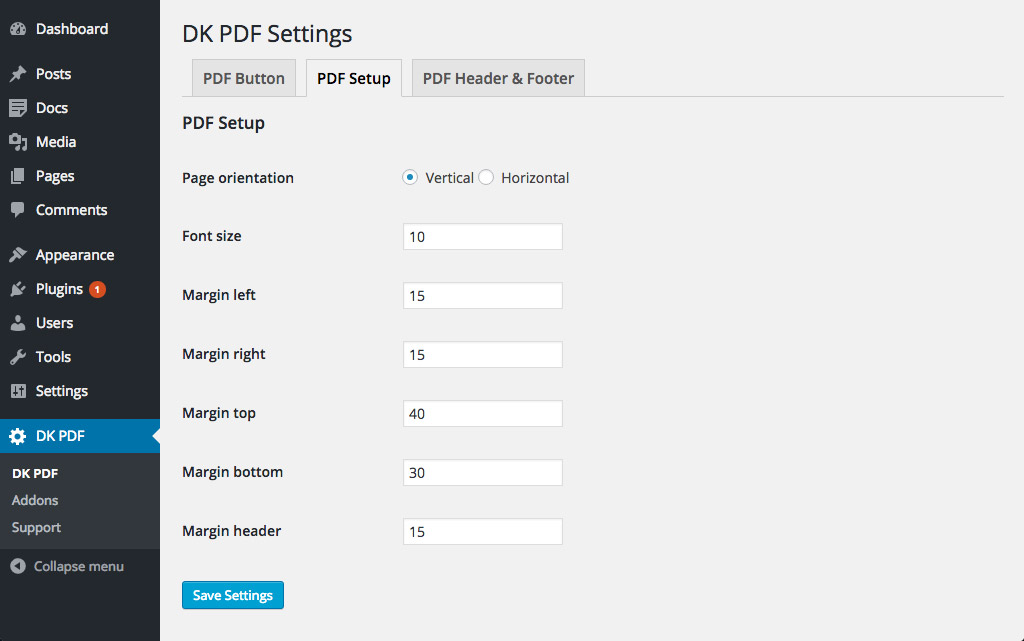 Dashboard
Posts
Docs
Media
Pages
Comments
Appearance
Plugins 1
Users
Tools
Settings
DK PDF
DK PDF
Addons
Support
Collapse menu
DK PDF Settings
PDF Button PDF Setup PDF Header & Footer
PDF Setup
Page orientation Vertical Horizontal
Font size 10
Margin left 15
Margin right 15
Margin top 40
Margin bottom 30
Margin header 15
Save Settings